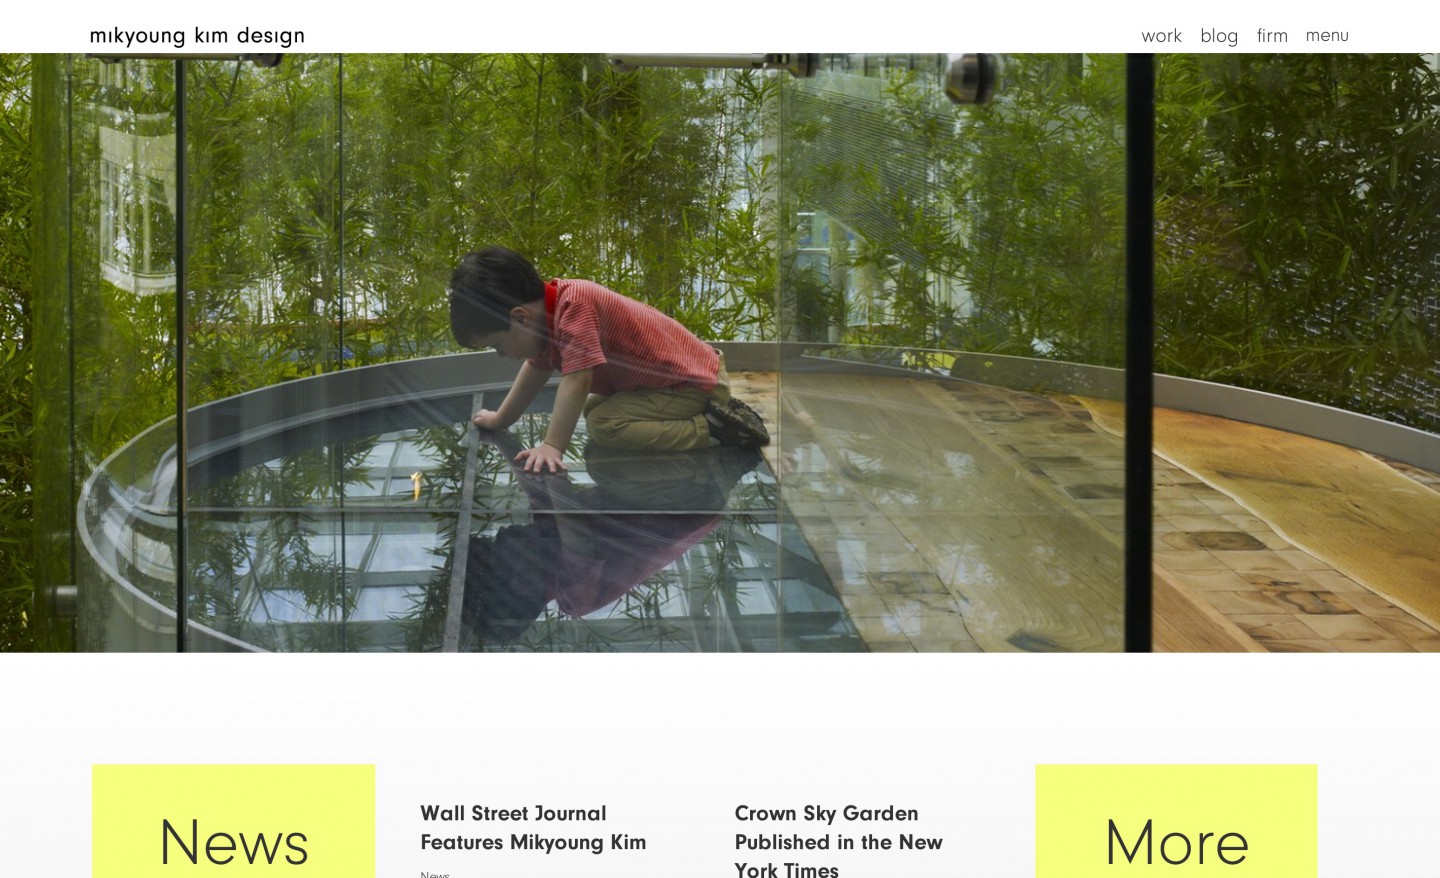 mikyoung kim design
work blog firm menu
News
Wall Street Journal
Features Mikyoung Kim
News
Crown Sky Garden
Published in the New
York Times
More